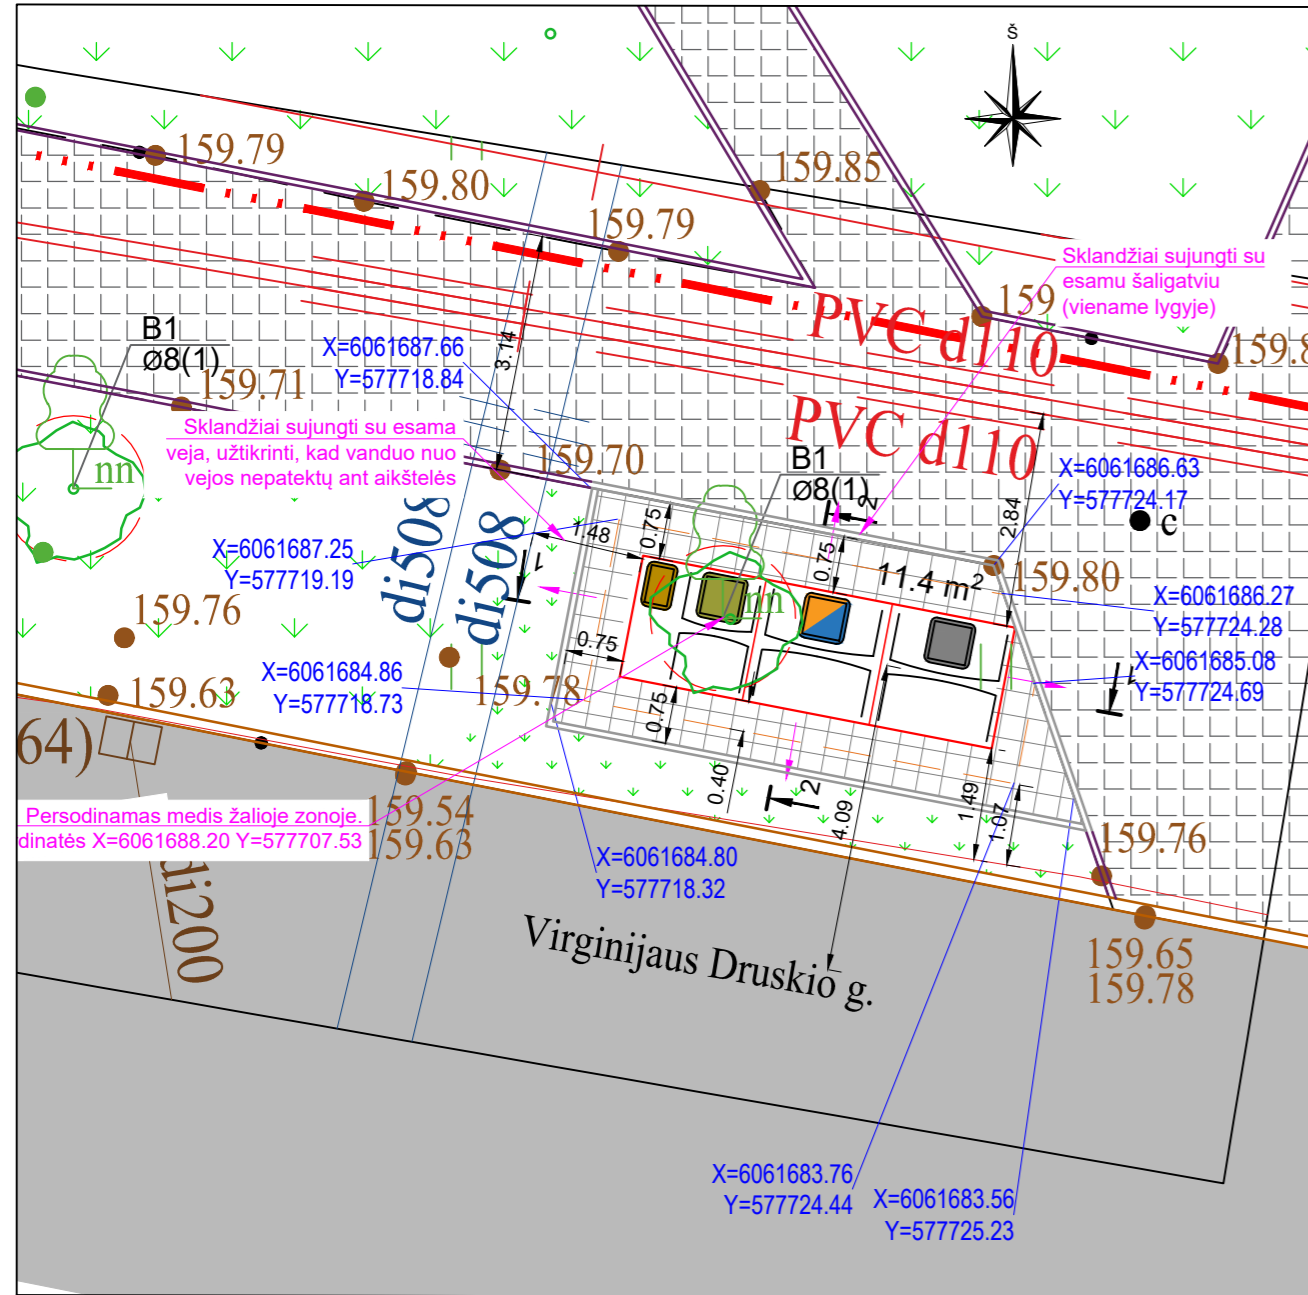 Š
159.79
159.80
159.79
159.85
Sklandžiai sujungti su
esamu šaligatviu
(viename lygyje)
159
PVC d110
PVC d110
B1
Ø8(1)
159.71
X=6061687.66
Y=577718.84
3.14
nn
Sklandžiai sujungti su esama
veja, užtikrinti, kad vanduo nuo
vejos nepatektų ant aikštelės
159.70
B1
Ø8(1)
2
X=6061686.63
Y=577724.17
2.84
c
di508
di508
X=6061687.25
Y=577719.19
1.48
0.75
0.75
11.4 m²
159.80
1
nn
X=6061686.27
Y=577724.28
X=6061685.08
Y=577724.69
1
159.76
159.63
X=6061684.86
Y=577718.73
159.78
0.75
0.75
0.40
2
4.09
1.49
1.07
64)
Persodinamas medis žalioje zonoje.
dinatės X=6061688.20 Y=577707.53
159.54
159.63
di200
X=6061684.80
Y=577718.32
159.76
159.65
159.78
Virginijaus Druskio g.
X=6061683.76
Y=577724.44
X=6061683.56
Y=577725.23